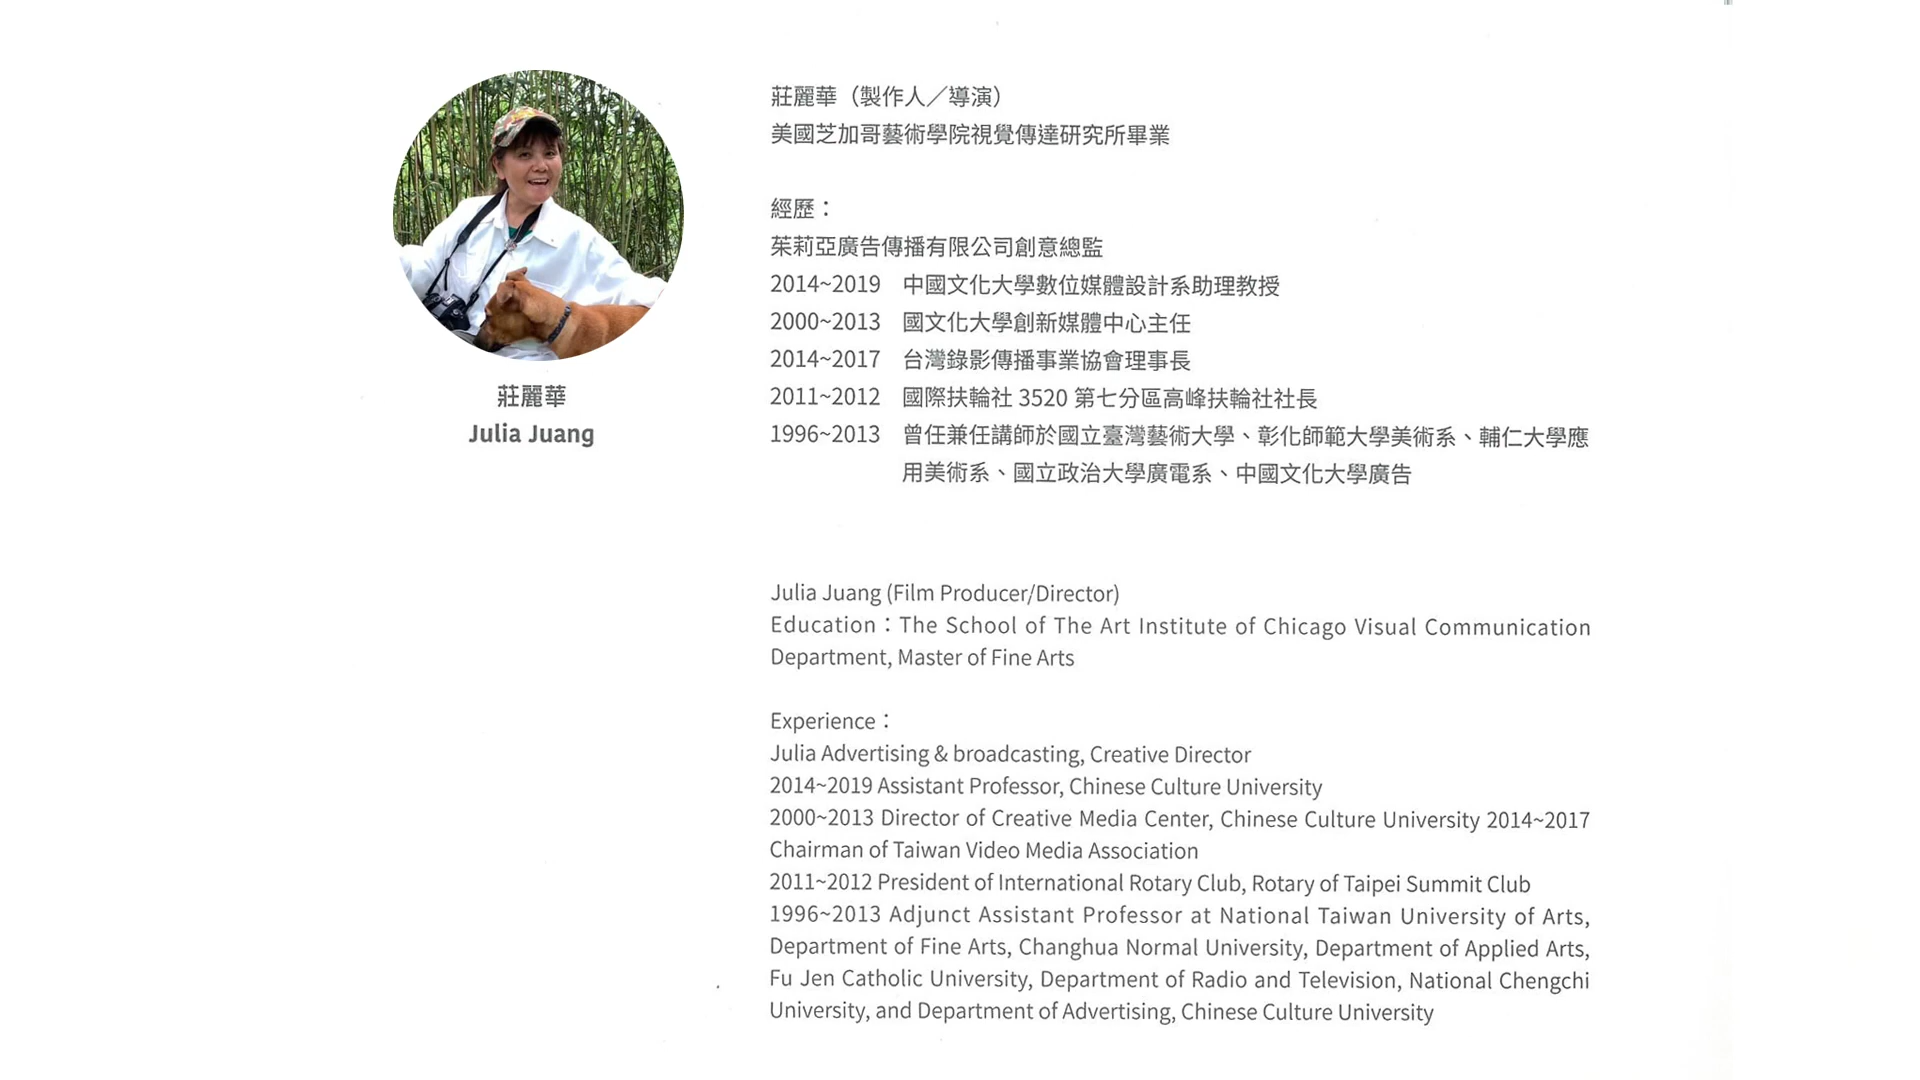 莊麗華
Julia Juang
莊麗華（製作人／導演）
美國芝加哥藝術學院視覺傳達研究所畢業
經歷：
茱莉亞廣告傳播有限公司創意總監
2014~2019 中國文化大學數位媒體設計系助理教授
2000~2013 國文化大學創新媒體中心主任
2014~2017 台灣錄影傳播事業協會理事長
2011~2012 國際扶輪社 3520 第七分區高峰扶輪社社長
1996~2013 曾任兼任講師於國立臺灣藝術大學、彰化師範大學美術系、輔仁大學應
用美術系、國立政治大學廣電系、中國文化大學廣告
Julia Juang (Film Producer/Director)
Education：The School of The Art Institute of Chicago Visual Communication
Department, Master of Fine Arts
Experience：
Julia Advertising & broadcasting, Creative Director
2014~2019 Assistant Professor, Chinese Culture University
2000~2013 Director of Creative Media Center, Chinese Culture University 2014~2017
Chairman of Taiwan Video Media Association
2011~2012 President of International Rotary Club, Rotary of Taipei Summit Club
1996~2013 Adjunct Assistant Professor at National Taiwan University of Arts,
Department of Fine Arts, Changhua Normal University, Department of Applied Arts,
Fu Jen Catholic University, Department of Radio and Television, National Chengchi
University, and Department of Advertising, Chinese Culture University